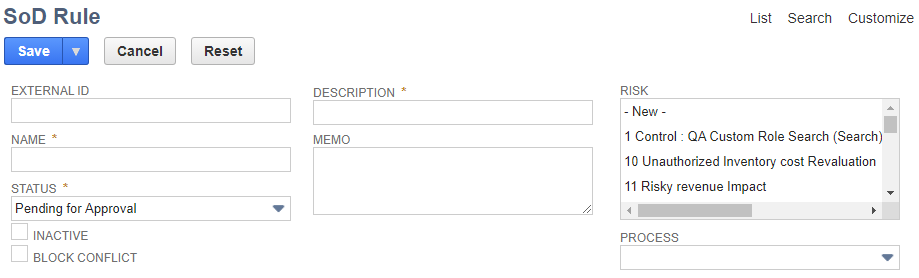 SoD Rule
List
Search
Customize
Save
Cancel
Reset
EXTERNAL ID
NAME *
STATUS *
Pending for Approval
INACTIVE
BLOCK CONFLICT
DESCRIPTION *
MEMO
RISK
- New -
1 Control : QA Custom Role Search (Search)
10 Unauthorized Inventory cost Revaluation
11 Risky revenue Impact
PROCESS